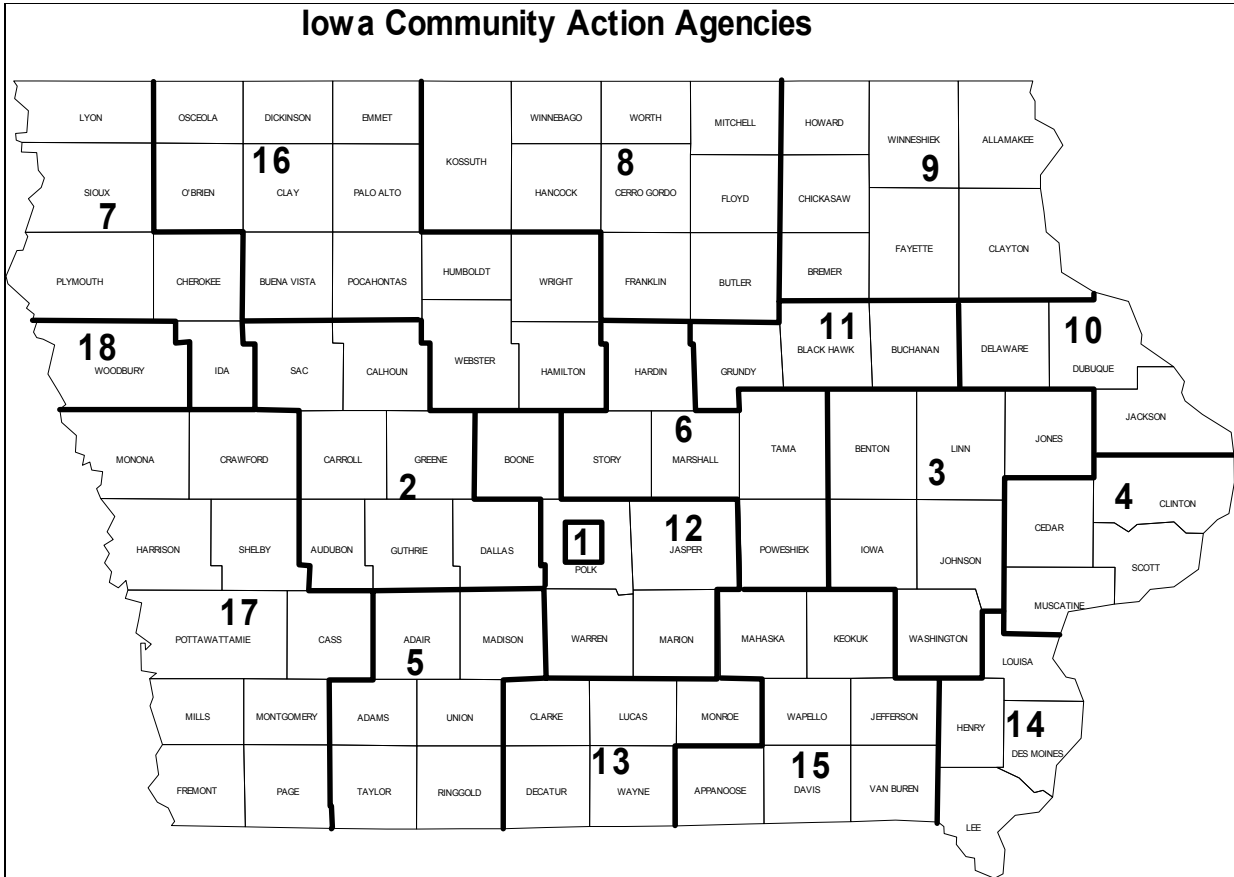 Iowa Community Action Agencies
LYON
OSCEOLA
DICKINSON
EMMET
WINNEBAGO
WORTH
MITCHELL
HOWARD
WINNESHIEK
ALLAMAKEE
KOSSUTH
16
8
9
SIOUX
O'BRIEN
CLAY
PALO ALTO
HANCOCK
CERRO GORDO
FLOYD
CHICKASAW
7
FAYETTE
CLAYTON
PLYMOUTH
CHEROKEE
BUENA VISTA
POCAHONTAS
HUMBOLDT
WRIGHT
FRANKLIN
BUTLER
BREMER
18
11
10
WOODBURY
IDA
SAC
CALHOUN
WEBSTER
HAMILTON
HARDIN
GRUNDY
BLACK HAWK
BUCHANAN
DELAWARE
DUBUQUE
JACKSON
6
MONONA
CRAWFORD
CARROLL
GREENE
BOONE
STORY
MARSHALL
TAMA
BENTON
LINN
JONES
2
3
4
CLINTON
CEDAR
1
12
HARRISON
SHELBY
AUDUBON
GUTHRIE
DALLAS
POLK
JASPER
POWESHIEK
IOWA
JOHNSON
SCOTT
MUSCATINE
17
POTTAWATTAMIE
CASS
ADAIR
MADISON
WARREN
MARION
MAHASKA
KEOKUK
WASHINGTON
LOUISA
5
MILLS
MONTGOMERY
ADAMS
UNION
CLARKE
LUCAS
MONROE
WAPELLO
JEFFERSON
HENRY
14
DES MOINES
13
15
FREMONT
PAGE
TAYLOR
RINGGOLD
DECATUR
WAYNE
APPANOOSE
DAVIS
VAN BUREN
LEE